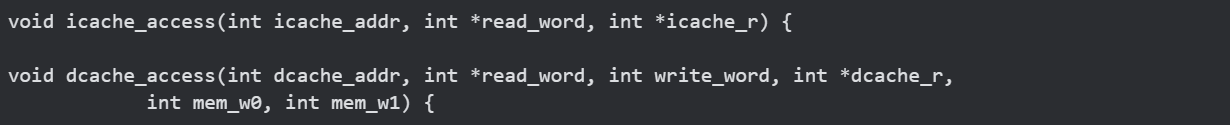 void icache_access(int icache_addr, int *read_word, int *icache_r) {
void dcache_access(int dcache_addr, int *read_word, int write_word, int *dcache_r,
int mem_w0, int mem_w1) {